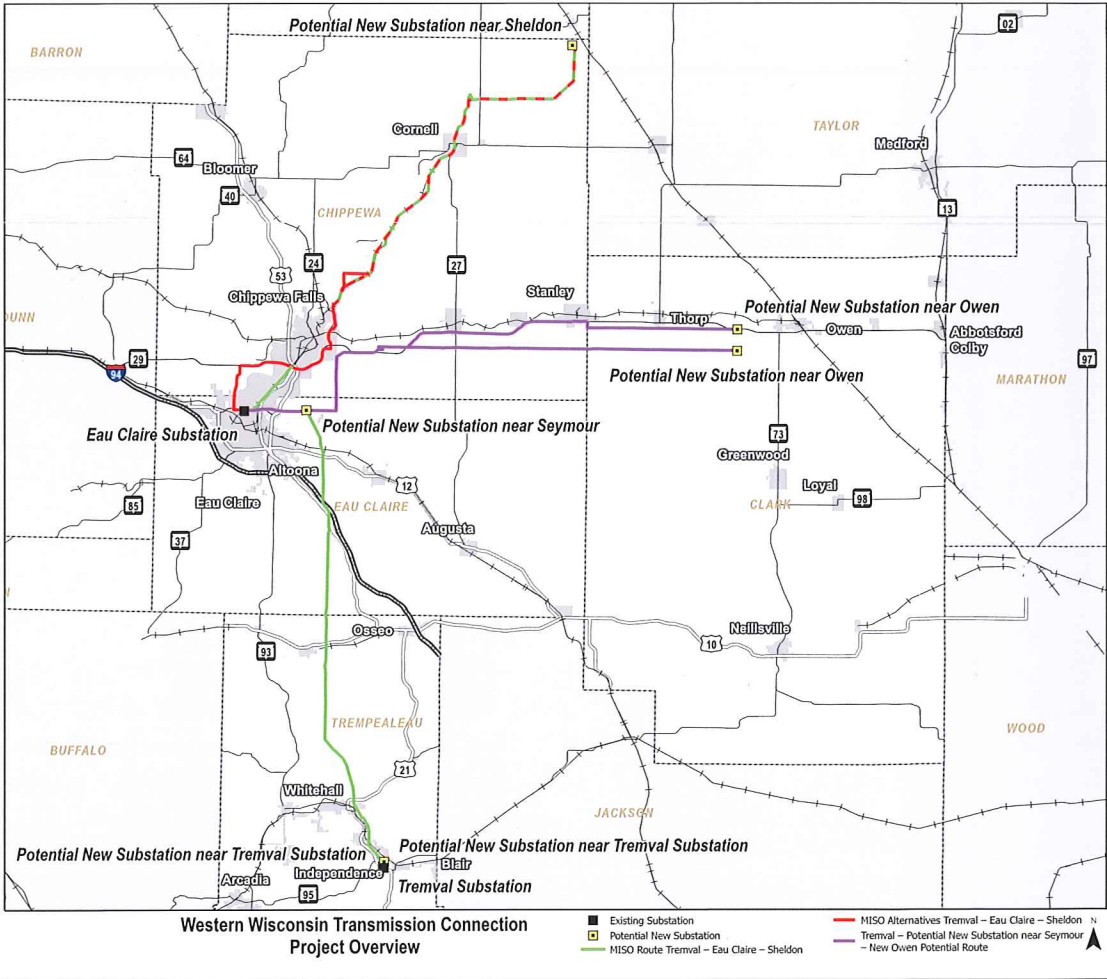 Potential New Substation near Sheldon
02
BARRON
TAYLOR
Cornell
Medford
64
Bloomer
40
13
CHIPPEWA
24
27
53
Stanley
Chippewa Falls
Potential New Substation near Owen
Thorp
Owen
Abbotsford
Colby
DUNN
29
94
97
Potential New Substation near Owen
MARATHON
Potential New Substation near Seymour
Eau Claire Substation
73
Greenwood
Altoona
12
Loyal
98
85
Eau Claire
EAU CLAIRE
CLARK
Augusta
37
Osseo
Neillsville
10
93
TREMPEALEAU
WOOD
BUFFALO
21
Whitehall
JACKSON
Potential New Substation near Tremval Substation
Potential New Substation near Tremval Substation
Independence
Blair
Arcadia
95
Tremval Substation
Western Wisconsin Transmission Connection
Project Overview
Existing Substation
Potential New Substation
MISO Route Tremval – Eau Claire – Sheldon
MISO Alternatives Tremval – Eau Claire – Sheldon
Tremval – Potential New Substation near Seymour
– New Owen Potential Route
N